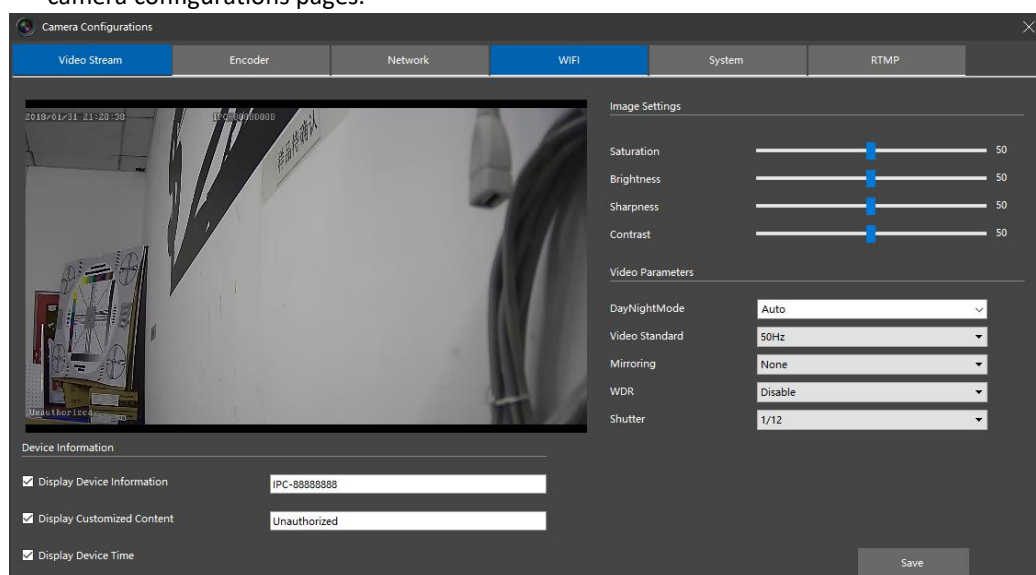 camera configurations pages.
Camera Configurations
Video Stream
Encoder
Network
WIFI
System
RTMP
2018/01/31 21:28:38
IPC-88888888
Unauthorized
Image Settings
Saturation
50
Brightness
50
Sharpness
50
Contrast
50
Video Parameters
DayNightMode
Auto
Video Standard
50Hz
Mirroring
None
WDR
Disable
Shutter
1/12
Device Information
Display Device Information
IPC-88888888
Display Customized Content
Unauthorized
Display Device Time
Save